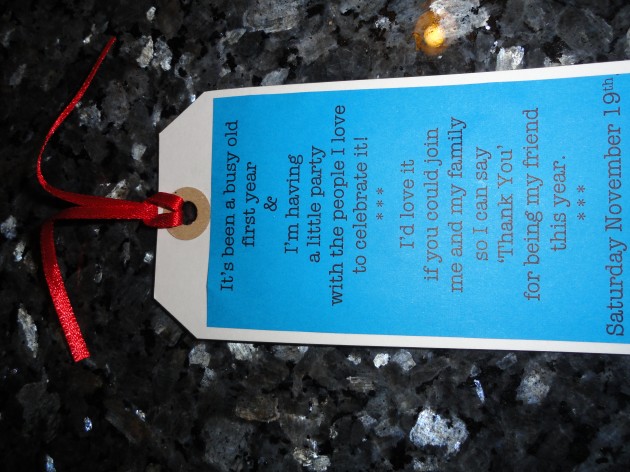 It's been a busy old
first year
&
I'm having
a little party
with the people I love
to celebrate it!
***
I'd love it
if you could join
me and my family
so I can say
'Thank You'
for being my friend
this year.
***
Saturday November 19th